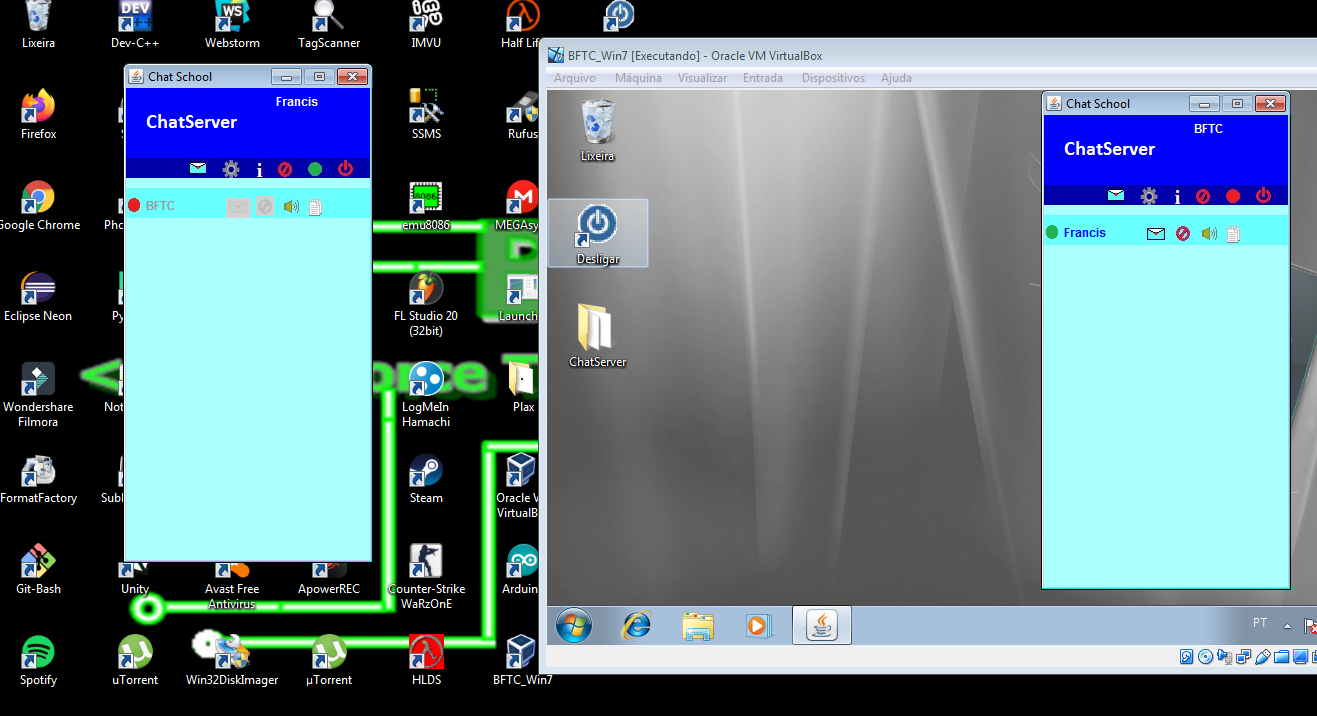 Lixeira
Dev-C++
Webstorm
TagScanner
IMVU
Half Lif
BFTC_Win7 [Executando] - Oracle VM VirtualBox
Arquivo Máquina Visualizar Entrada Dispositivos Ajuda
Chat School
Francis
ChatServer
BFTC
Firefox
SSMS
Rufus
Google Chrome
Pho
emu8086
MEGAsy
Eclipse Neon
Py
FL Studio 20
(32bit)
Launch
Wondershare
Filmora
Not
orce
LogMeIn
Hamachi
Plax
FormatFactory
Subl
Steam
Oracle V
VirtualB
Git-Bash
Unity
Avast Free
Antivirus
ApowerREC
Counter-Strike
WaRzOnE
Arduin
Spotify
uTorrent
Win32DiskImager
µTorrent
HLDS
BFTC_Win7
Lixeira
Desligar
ChatServer
Chat School
BFTC
ChatServer
Francis
PT